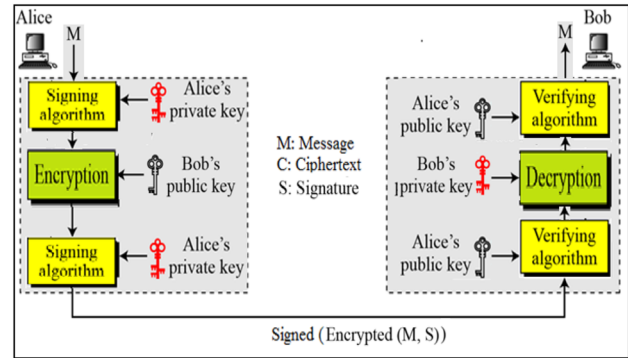 Alice
M
Signing
algorithm
Alice's
private key
Encryption
Bob's
public key
Signing
algorithm
Alice's
private key
M: Message
C: Ciphertext
S: Signature
M
Bob
Alice's
public key
Verifying
algorithm
Bob's
1private key
Decryption
Alice's
public key
Verifying
algorithm
Signed (Encrypted (M, S))